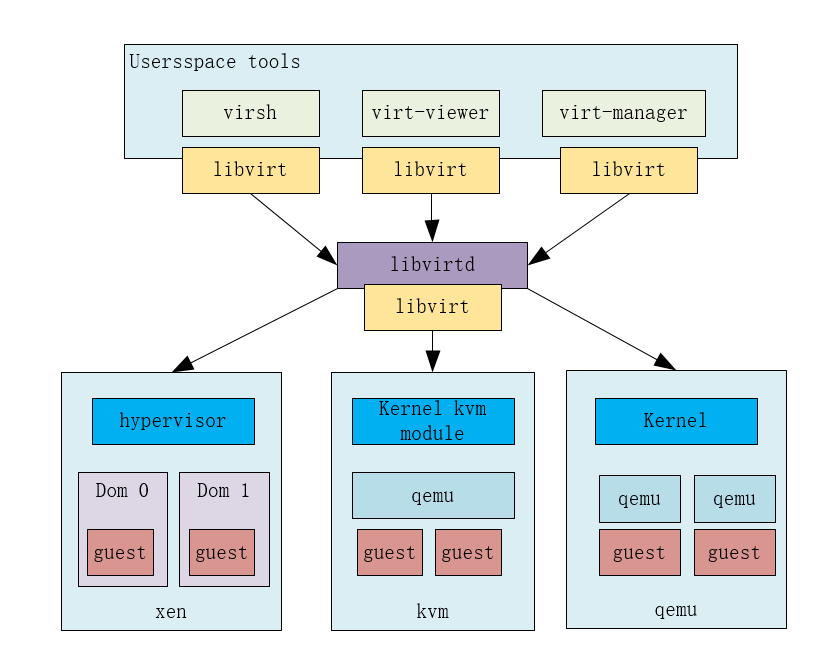 Usersspace tools
virsh
virt-viewer
virt-manager
libvirt
libvirt
libvirt
libvirtd
libvirt
hypervisor
Dom 0
Dom 1
guest
guest
xen
Kernel kvm
module
qemu
guest
guest
kvm
Kernel
qemu
qemu
guest
guest
qemu